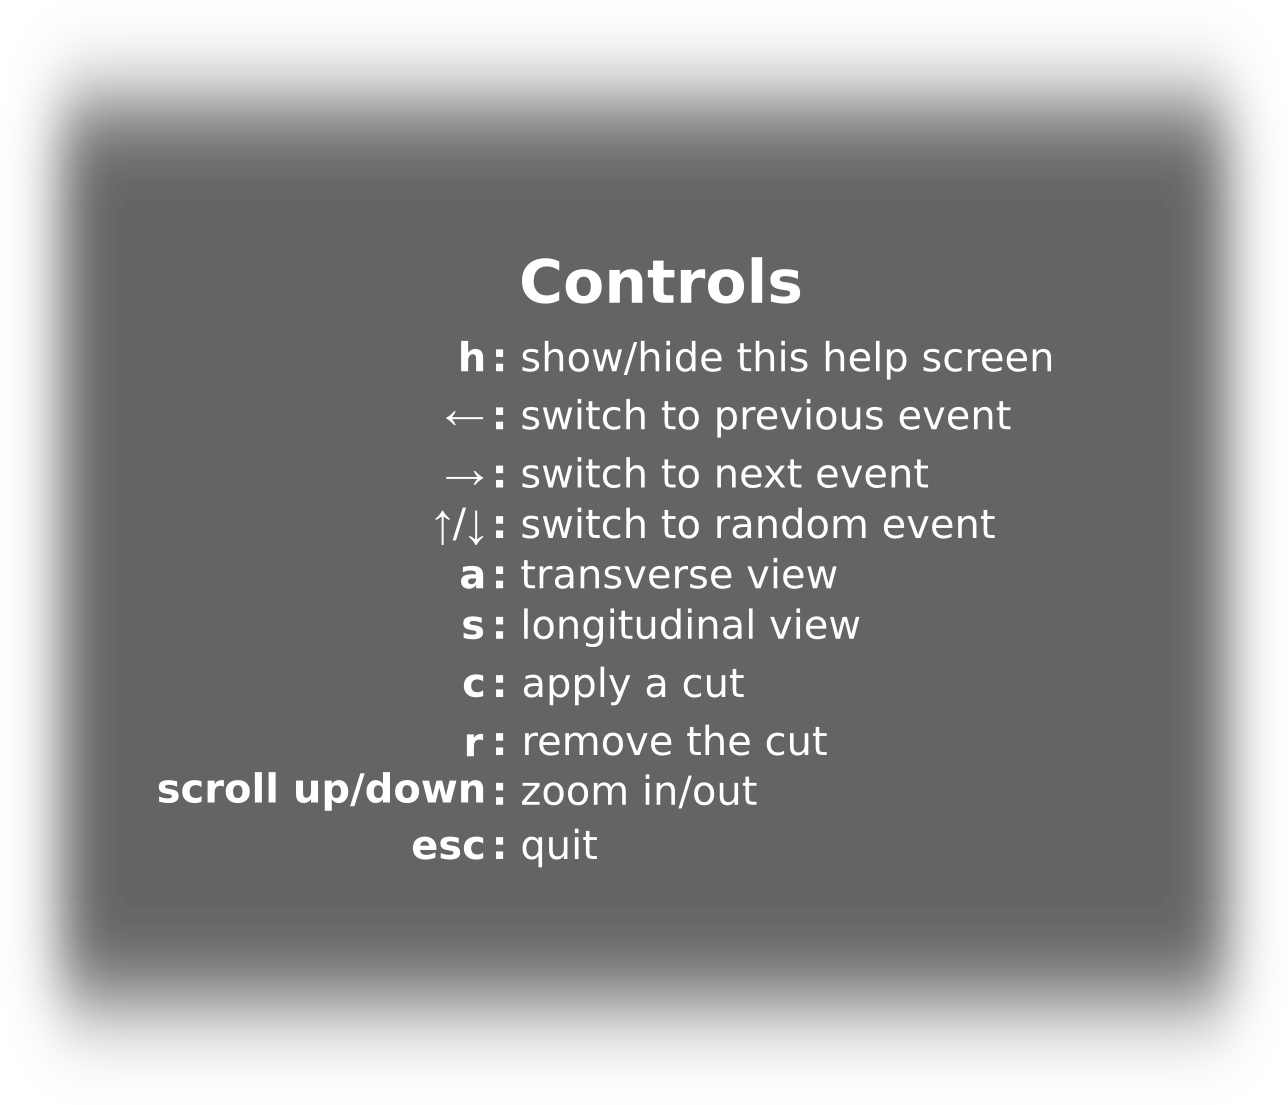 Controls
h: show/hide this help screen
←: switch to previous event
→: switch to next event
↑/↓: switch to random event
a: transverse view
s: longitudinal view
c: apply a cut
r: remove the cut
scroll up/down: zoom in/out
esc: quit